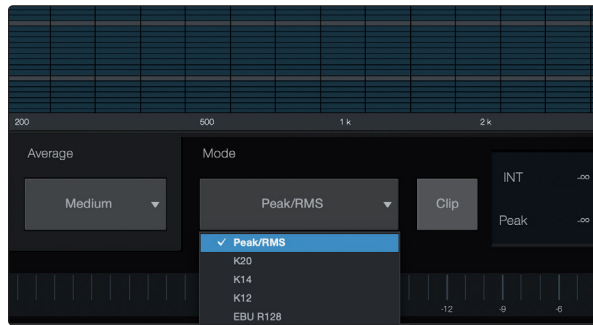 200 500 1 k 2 k
Average Mode
Medium Peak/RMS Clip
INT -∞
Peak -∞
✓ Peak/RMS
K20
K14
K12
EBU R128
-12 -9 -6